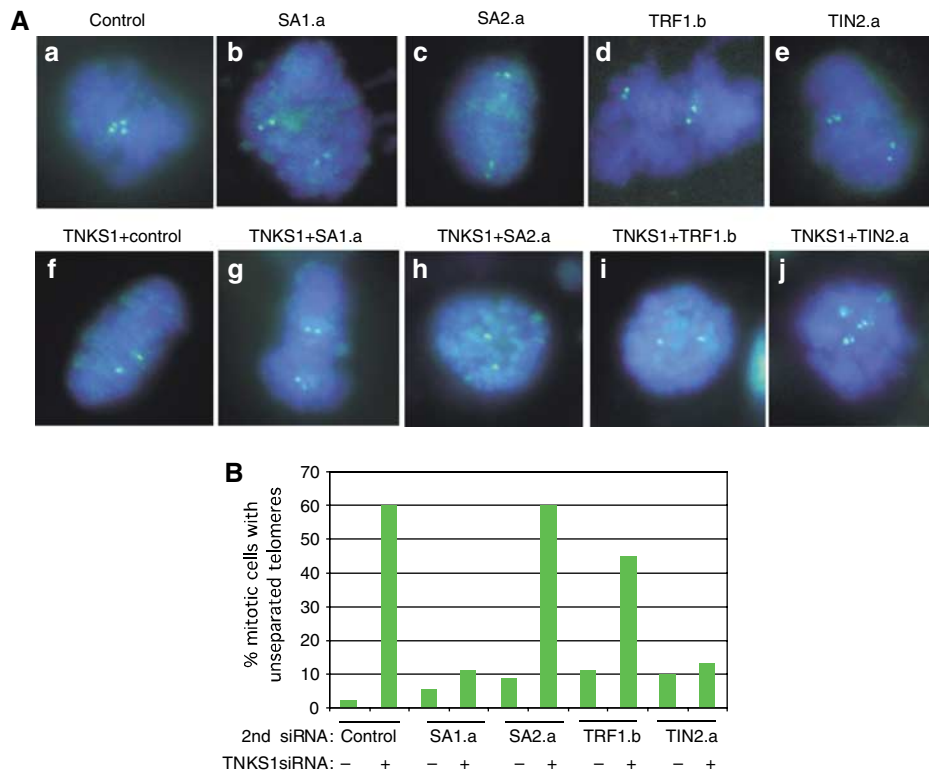 A
Control
SA1.a
SA2.a
TRF1.b
TIN2.a
a
b
c
d
e
TNKS1+control
TNKS1+SA1.a
TNKS1+SA2.a
TNKS1+TRF1.b
TNKS1+TIN2.a
f
g
h
i
j
B
% mitotic cells with
unseparated telomeres
70
60
50
40
30
20
10
0
2nd siRNA: Control SA1.a SA2.a TRF1.b TIN2.a
TNKS1siRNA: – + – + – + – + – +